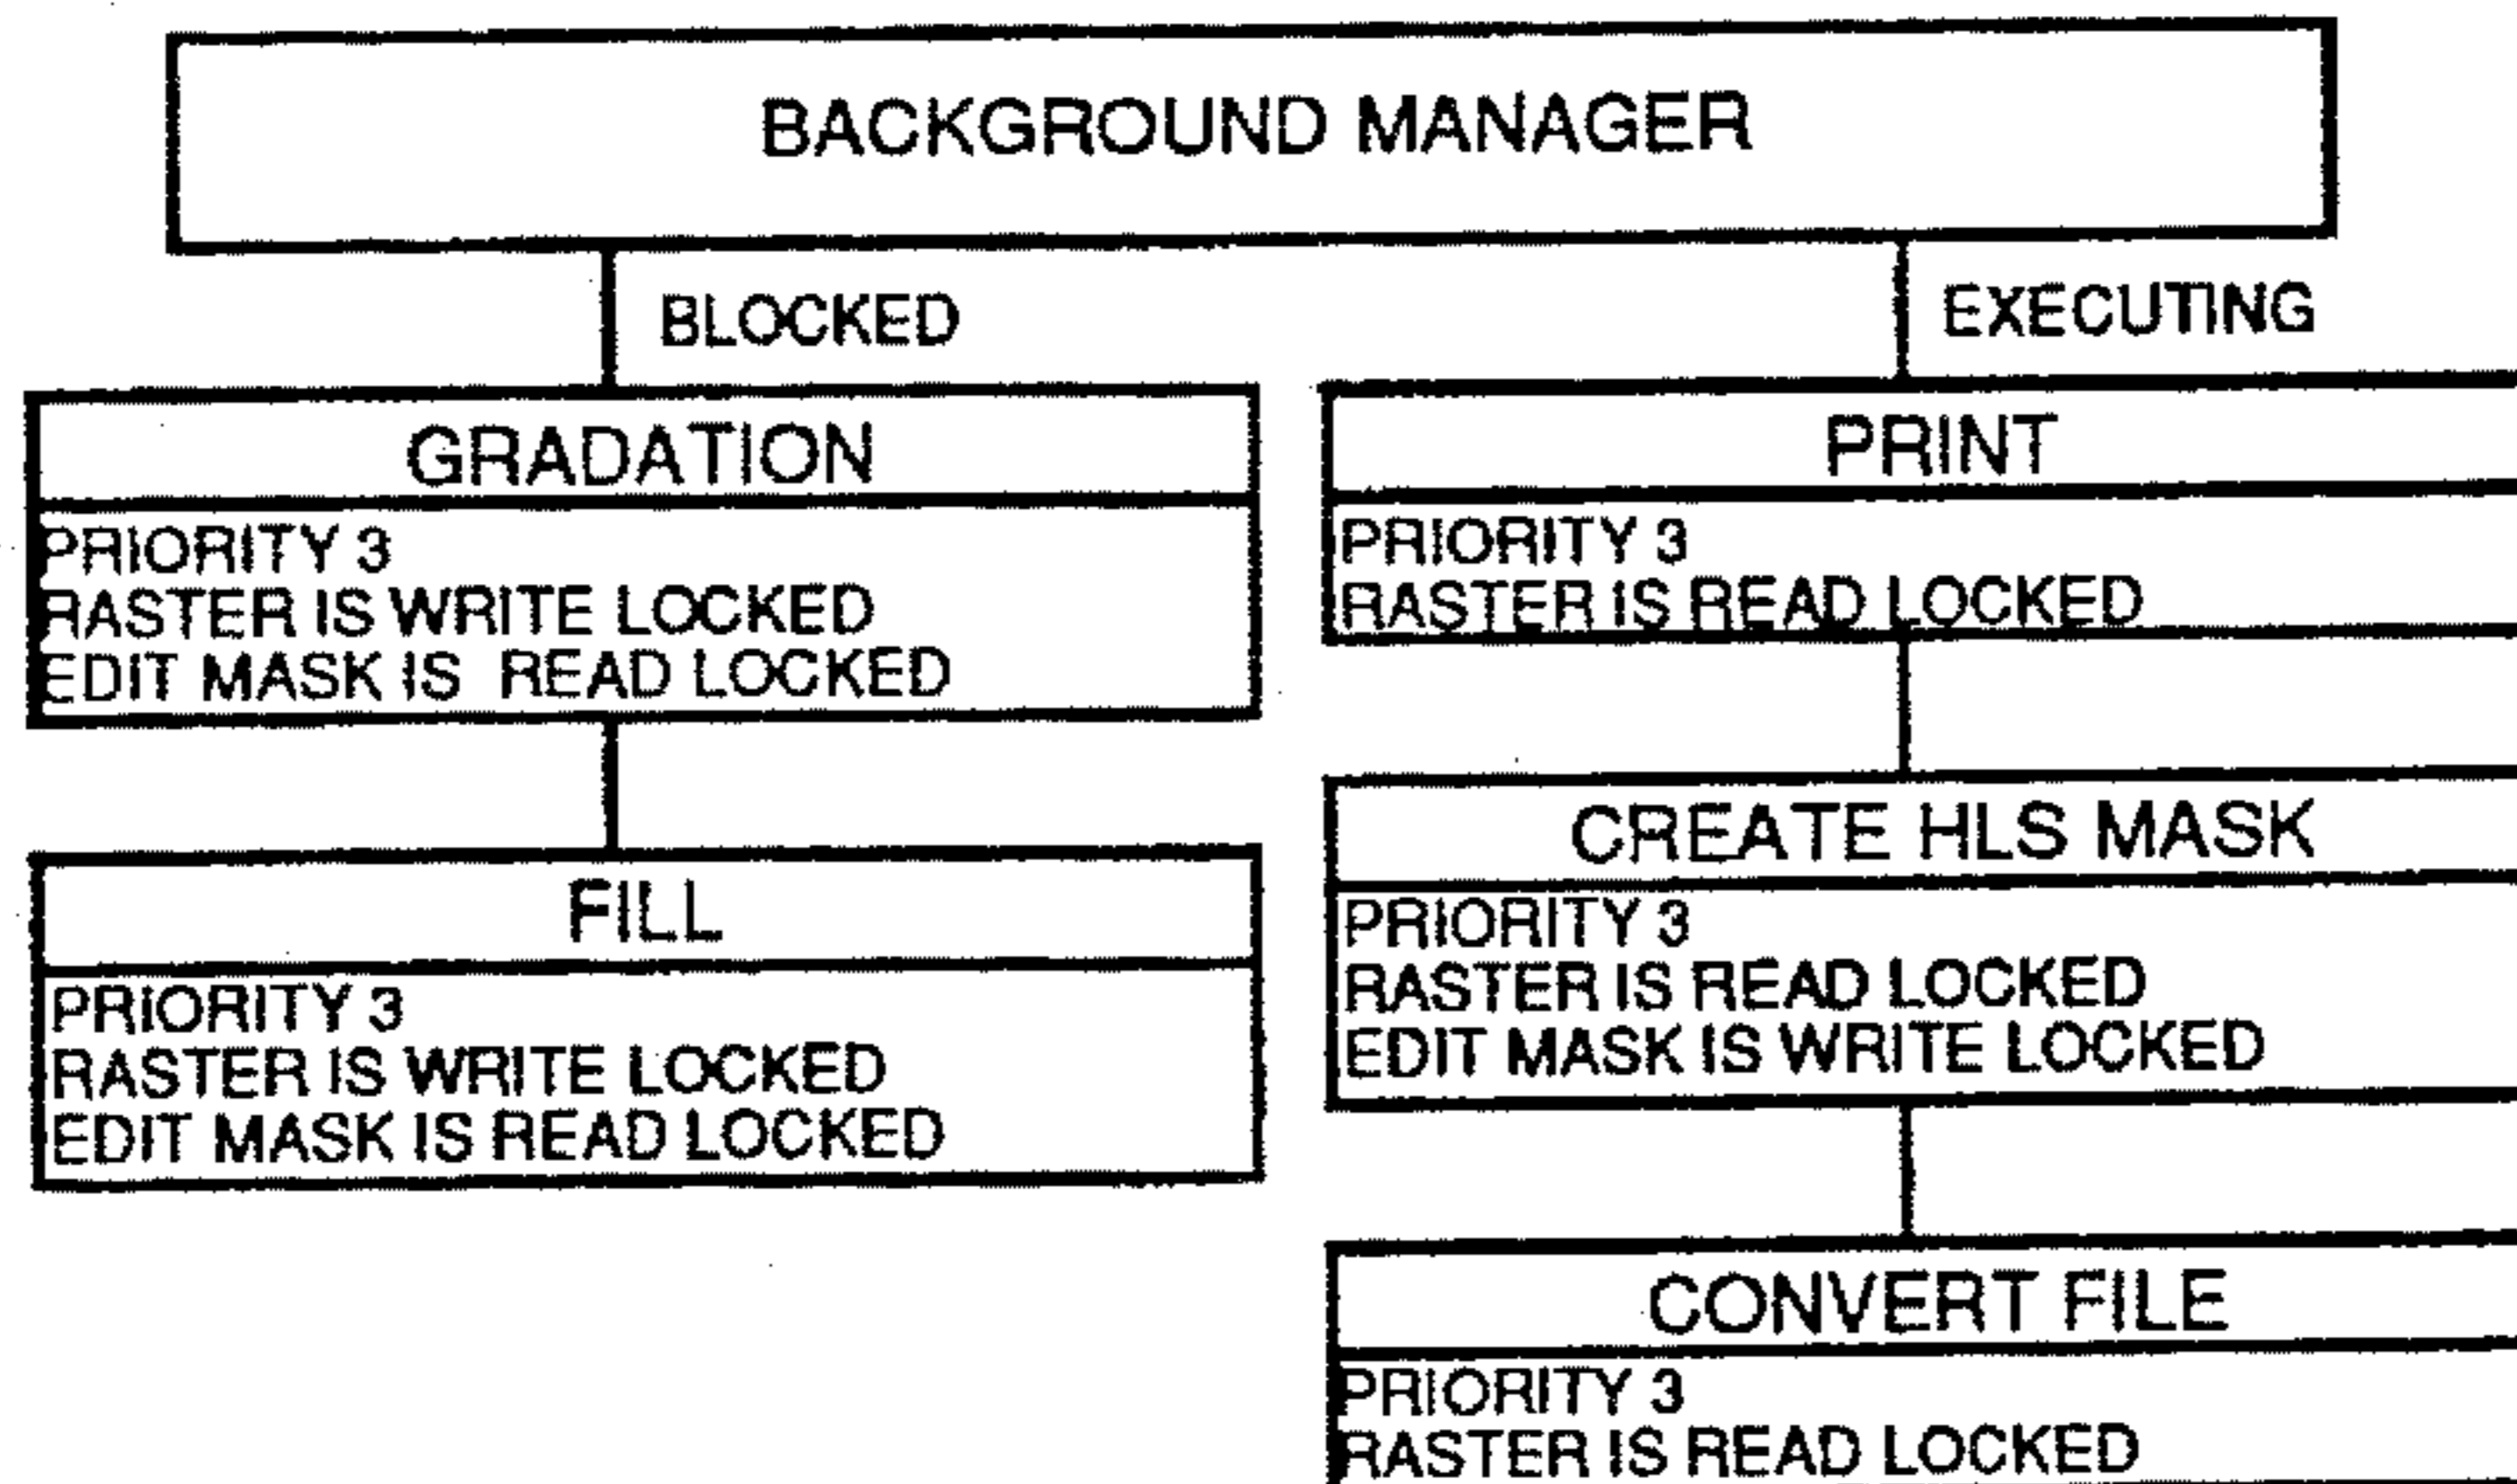 BACKGROUND MANAGER
BLOCKED
EXECUTING
GRADATION
PRIORITY 3
RASTER IS WRITE LOCKED
EDIT MASK IS READ LOCKED
FILL
PRIORITY 3
RASTER IS WRITE LOCKED
EDIT MASK IS READ LOCKED
PRINT
PRIORITY 3
RASTER IS READ LOCKED
CREATE HLS MASK
PRIORITY 3
RASTER IS READ LOCKED
EDIT MASK IS WRITE LOCKED
CONVERT FILE
PRIORITY 3
RASTER IS READ LOCKED